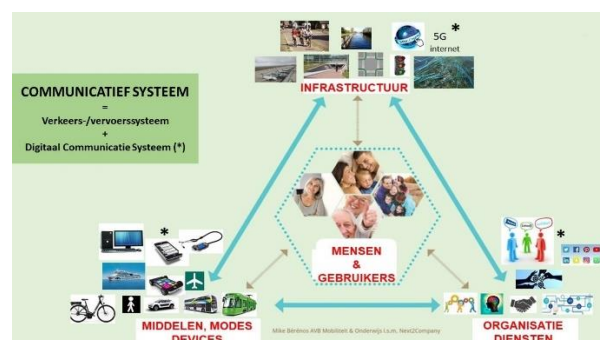 5G *
internet
INFRASTRUCTUUR
COMMUNICATIEF SYSTEEM
=
Verkeers-/vervoerssysteem
+
Digitaal Communicatie Systeem (*)
*
*
MENSEN
&
GEBRUIKERS
MIDDELEN, MODES
DEVICES
Mike Bérénos AVB Mobiliteit & Onderwijs i.s.m. Next2Company
ORGANISATIE
DIENSTEN